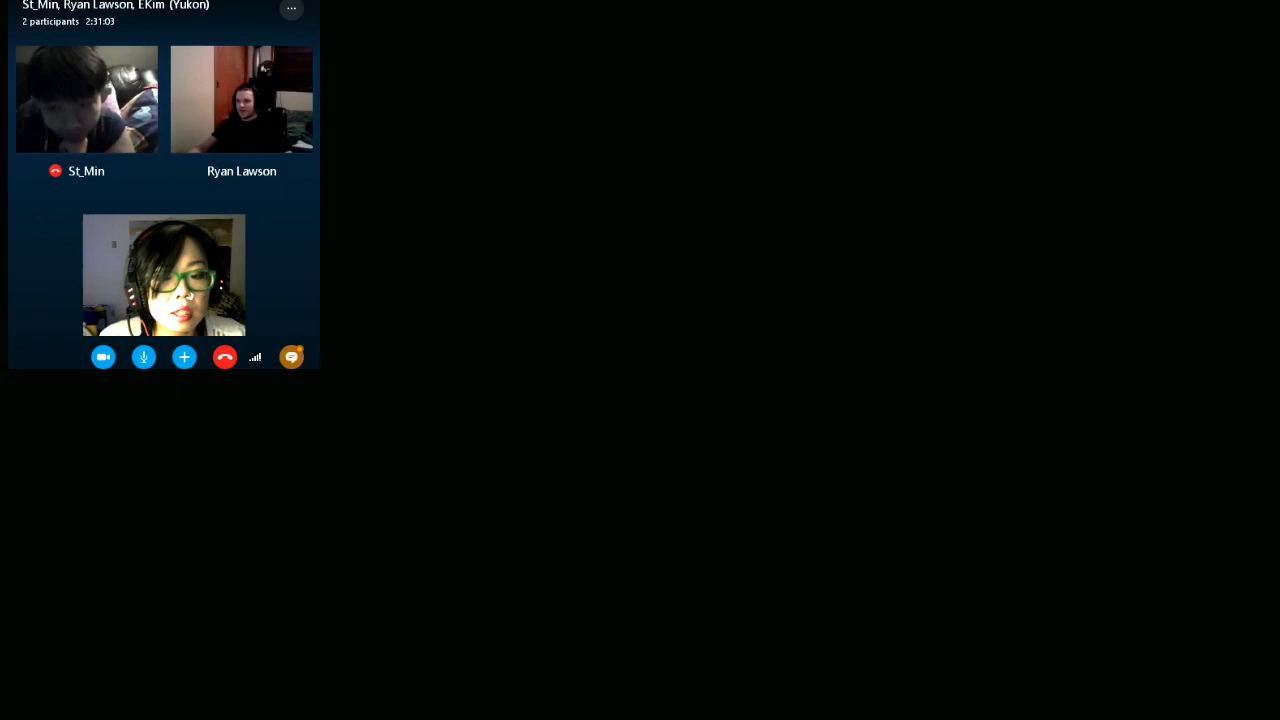 St_Min, Ryan Lawson, EKim (Yukon)
2 participants 2:31:03
St_Min
Ryan Lawson